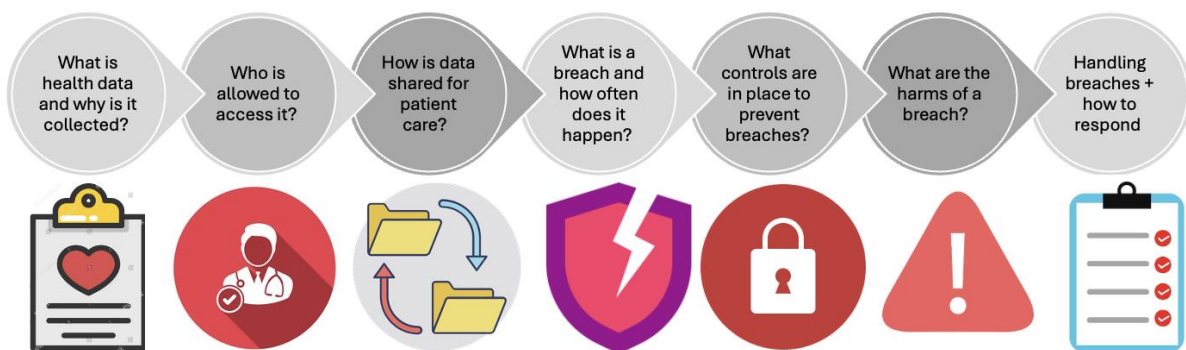 What is
health data
and why is it
collected?
Who is
allowed to
access it?
How is data
shared for
patient
care?
What is a
breach and
how often
does it
happen?
What
controls are
in place to
prevent
breaches?
What are the
harms of a
breach?
Handling
breaches +
how to
respond